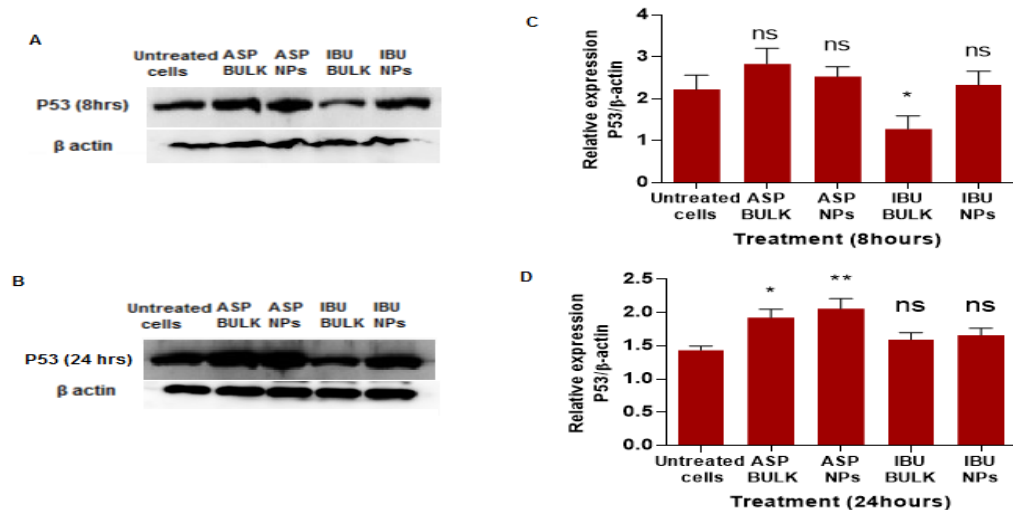 A
Untreated cells ASP BULK ASP NPs IBU BULK IBU NPs
P53 (8hrs)
β actin
B
Untreated cells ASP BULK ASP NPs IBU BULK IBU NPs
P53 (24 hrs)
β actin
C
Relative expression
P53/β-actin
4
3
2
1
0
ns
ns
*
ns
Untreated cells ASP BULK ASP NPs IBU BULK IBU NPs
Treatment (8hours)
D
Relative expression
P53/β-actin
2.5
2.0
1.5
1.0
0.5
0.0
*
**
ns
ns
Untreated cells ASP BULK ASP NPs IBU BULK IBU NPs
Treatment (24hours)